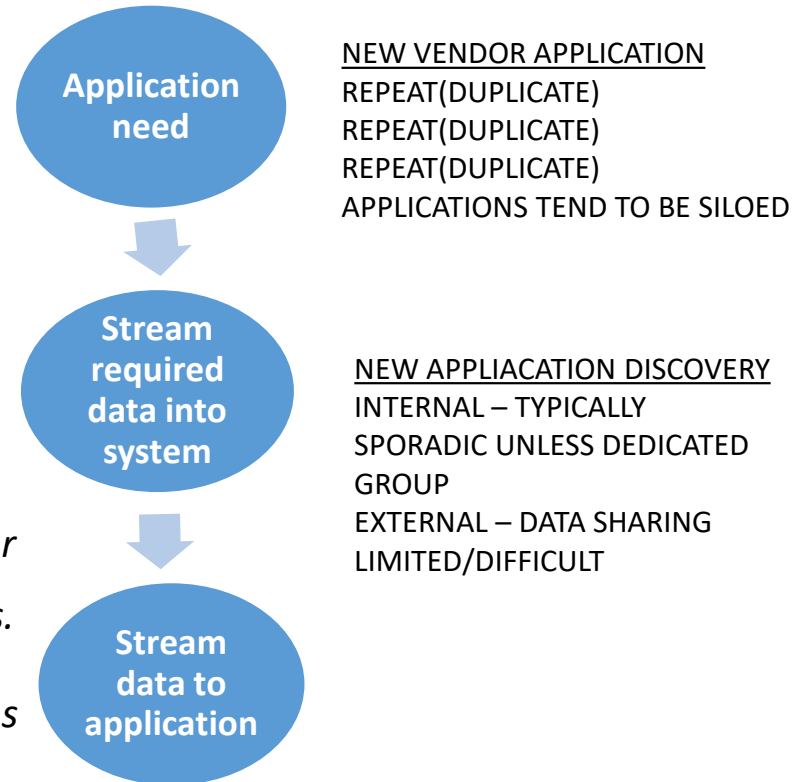 Application
need
NEW VENDOR APPLICATION
REPEAT(DUPLICATE)
REPEAT(DUPLICATE)
REPEAT(DUPLICATE)
APPLICATIONS TEND TO BE SILOED
Stream
required
data into
system
NEW APPLIACATION DISCOVERY
INTERNAL – TYPICALLY
SPORADIC UNLESS DEDICATED
GROUP
EXTERNAL – DATA SHARING
LIMITED/DIFFICULT
Stream
data to
application